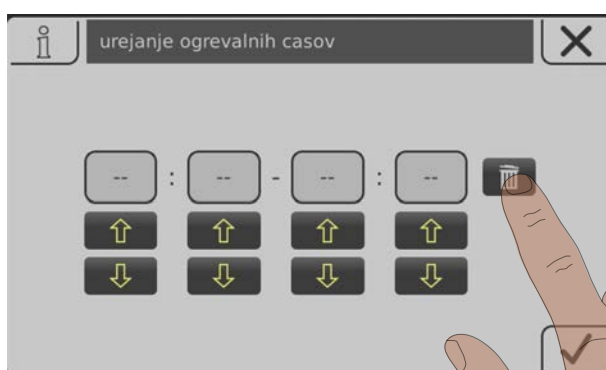 urejanje ogrevalnih casov
-- : -- - -- : --